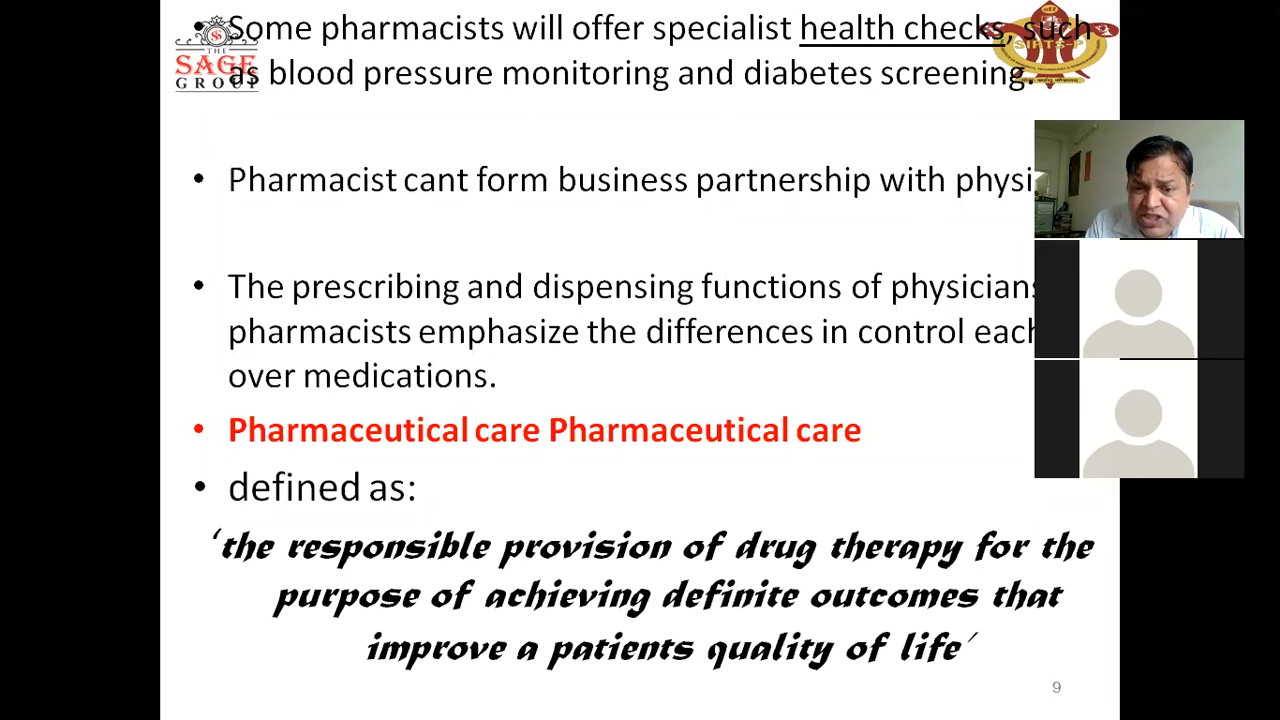 • Some pharmacists will offer specialist health checks, such
as blood pressure monitoring and diabetes screening.
THE
SAGE
GROUP
SIRTS-P
• Pharmacist cant form business partnership with physi
• The prescribing and dispensing functions of physicians
pharmacists emphasize the differences in control each
over medications.
• Pharmaceutical care Pharmaceutical care
• defined as:
‘the responsible provision of drug therapy for the
purpose of achieving definite outcomes that
improve a patients quality of life’
9